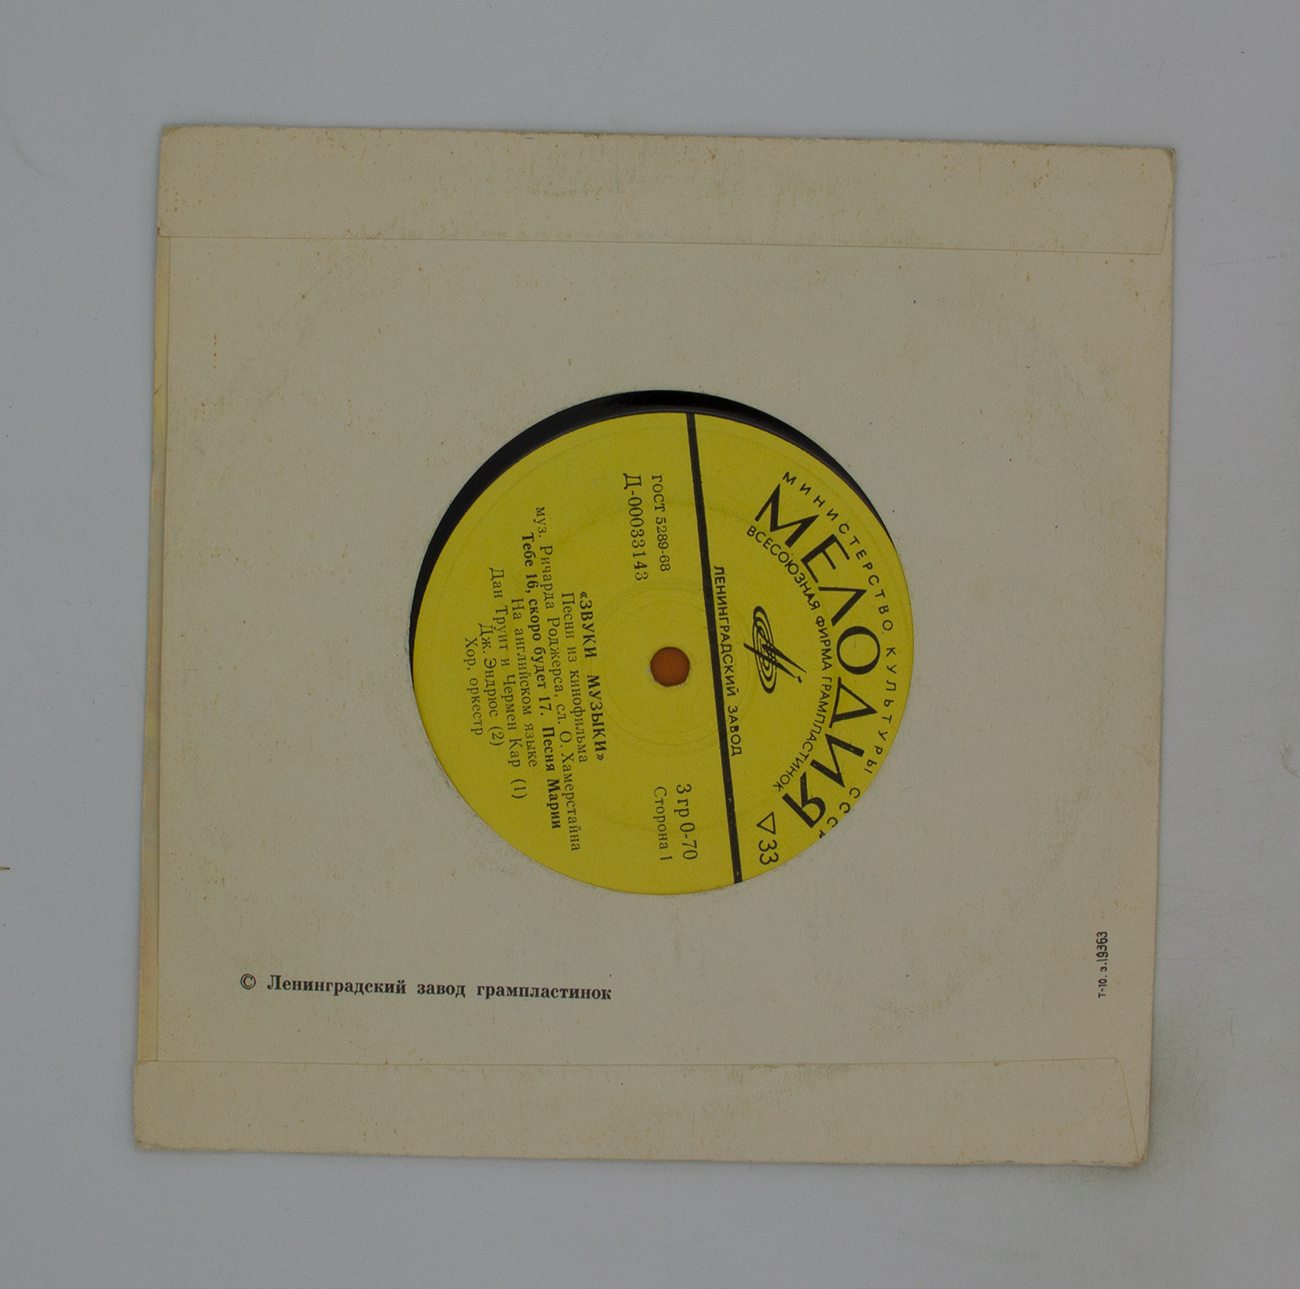 МИНИСТЕРСТВО КУЛЬТУРЫ СССР
МЕЛОДИЯ
ВСЕСОЮЗНАЯ ФИРМА ГРАМПЛАСТИНОК
33
ЛЕНИНГРАДСКИЙ ЗАВОД
ГОСТ 5289-68
3 гр 0-70
Д-00033143
Сторона 1
«ЗВУКИ МУЗЫКИ»
Песни из кинофильма
муз. Ричарда Роджерса, сл. О. Хамерстайна
Тебе 16, скоро будет 17. Песня Марии
На английском языке
Дан Труит и Чермен Кар (1)
Дж. Эндрюс (2)
Хор, оркестр
© Ленинградский завод грампластинок
Т-10. з.19363